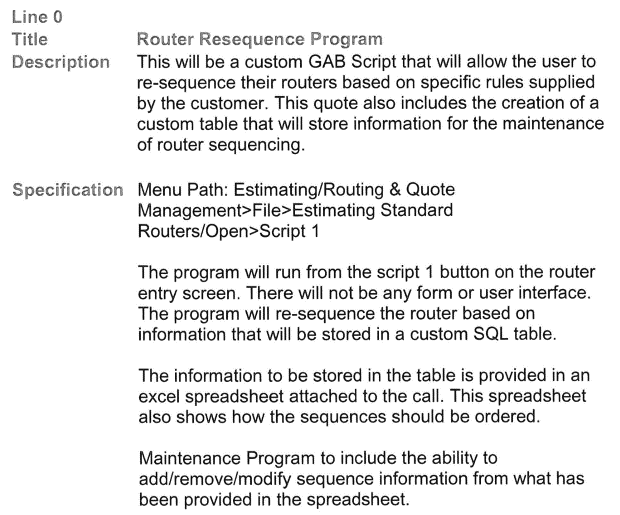 Line 0
Title Router Resequence Program
Description This will be a custom GAB Script that will allow the user to
re-sequence their routers based on specific rules supplied
by the customer. This quote also includes the creation of a
custom table that will store information for the maintenance
of router sequencing.
Specification Menu Path: Estimating/Routing & Quote
Management>File>Estimating Standard
Routers/Open>Script 1
The program will run from the script 1 button on the router
entry screen. There will not be any form or user interface.
The program will re-sequence the router based on
information that will be stored in a custom SQL table.
The information to be stored in the table is provided in an
excel spreadsheet attached to the call. This spreadsheet
also shows how the sequences should be ordered.
Maintenance Program to include the ability to
add/remove/modify sequence information from what has
been provided in the spreadsheet.